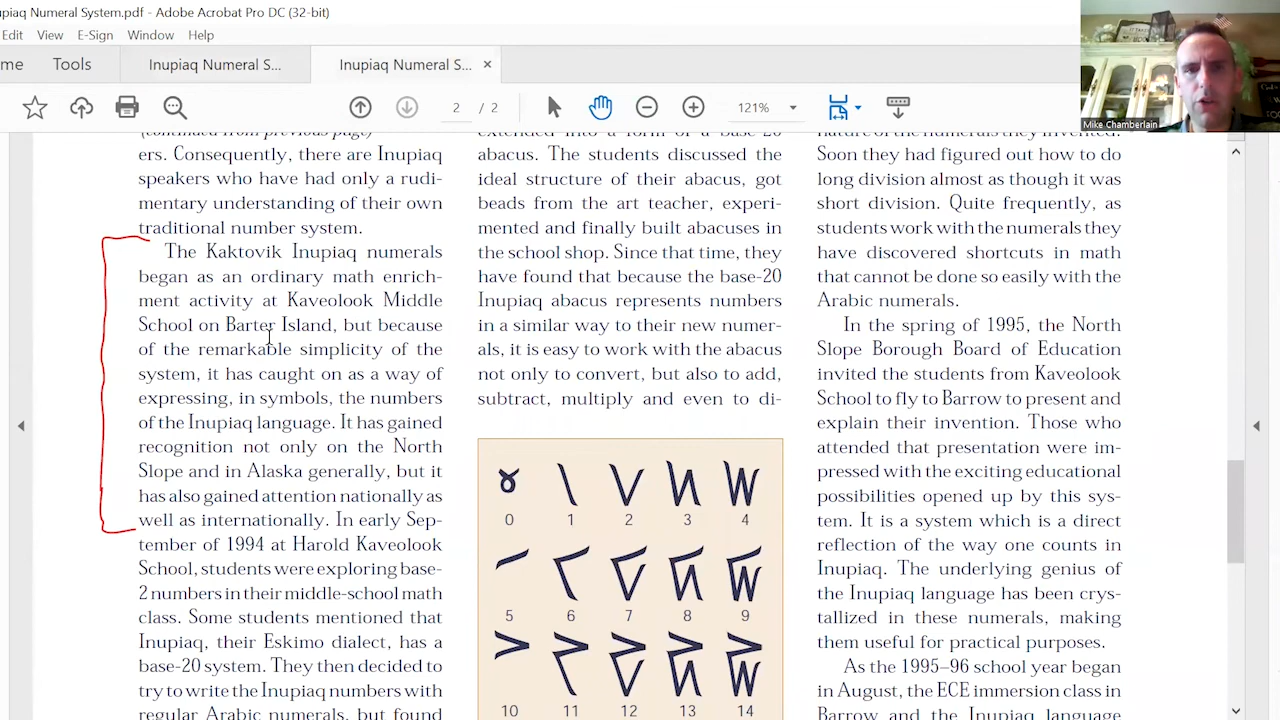 upiaq Numeral System.pdf - Adobe Acrobat Pro DC (32-bit)
Edit View E-Sign Window Help
me Tools Inupiaq Numeral S... Inupiaq Numeral S... ×
2 / 2 121%
Mike Chamberlain
(continued from previous page)
ers. Consequently, there are Inupiaq
speakers who have had only a rudi-
mentary understanding of their own
traditional number system.
The Kaktovik Inupiaq numerals
began as an ordinary math enrich-
ment activity at Kaveolook Middle
School on Barter Island, but because
of the remarkable simplicity of the
system, it has caught on as a way of
expressing, in symbols, the numbers
of the Inupiaq language. It has gained
recognition not only on the North
Slope and in Alaska generally, but it
has also gained attention nationally as
well as internationally. In early Sep-
tember of 1994 at Harold Kaveolook
School, students were exploring base-
2 numbers in their middle-school math
class. Some students mentioned that
Inupiaq, their Eskimo dialect, has a
base-20 system. They then decided to
try to write the Inupiaq numbers with
regular Arabic numerals, but found
extended to a base-20
abacus. The students discussed the
ideal structure of their abacus, got
beads from the art teacher, experi-
mented and finally built abacuses in
the school shop. Since that time, they
have found that because the base-20
Inupiaq abacus represents numbers
in a similar way to their new numer-
als, it is easy to work with the abacus
not only to convert, but also to add,
subtract, multiply and even to di-
0 1 2 3 4
5 6 7 8 9
10 11 12 13 14
the numerals they invented.
Soon they had figured out how to do
long division almost as though it was
short division. Quite frequently, as
students work with the numerals they
have discovered shortcuts in math
that cannot be done so easily with the
Arabic numerals.
In the spring of 1995, the North
Slope Borough Board of Education
invited the students from Kaveolook
School to fly to Barrow to present and
explain their invention. Those who
attended that presentation were im-
pressed with the exciting educational
possibilities opened up by this sys-
tem. It is a system which is a direct
reflection of the way one counts in
Inupiaq. The underlying genius of
the Inupiaq language has been crys-
tallized in these numerals, making
them useful for practical purposes.
As the 1995–96 school year began
in August, the ECE immersion class in
Barrow and the Inupiaq language